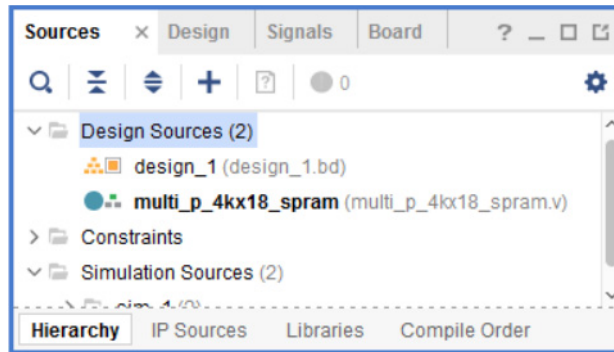 Sources × Design Signals Board ? _
0
Design Sources (2)
design_1 (design_1.bd)
multi_p_4kx18_spram (multi_p_4kx18_spram.v)
Constraints
Simulation Sources (2)
Hierarchy IP Sources Libraries Compile Order